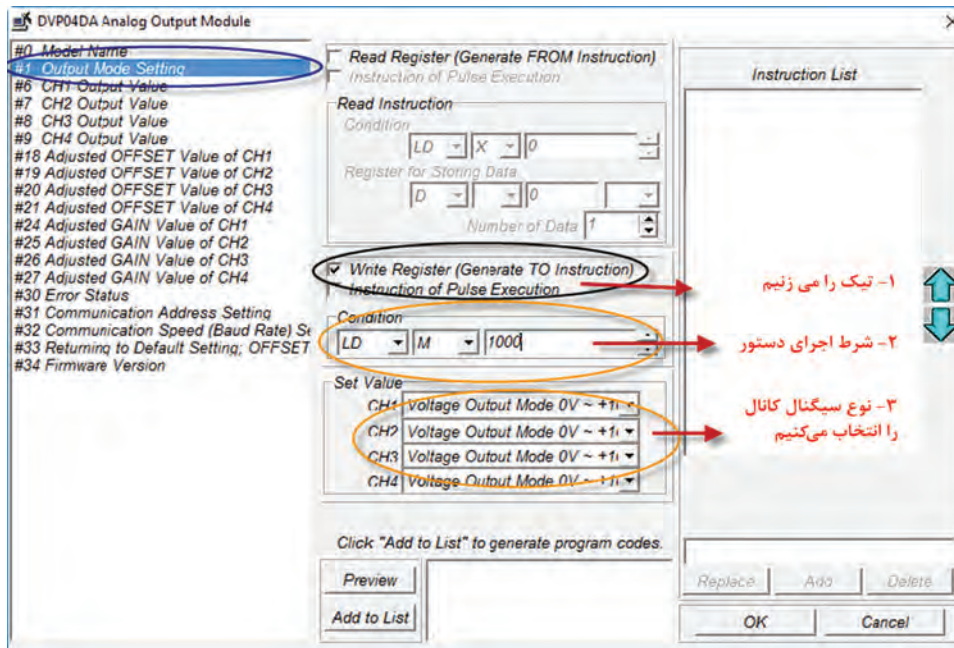 DVP04DA Analog Output Module
#0 Model Name
#1 Output Mode Setting
#6 CH1 Output Value
#7 CH2 Output Value
#8 CH3 Output Value
#9 CH4 Output Value
#18 Adjusted OFFSET Value of CH1
#19 Adjusted OFFSET Value of CH2
#20 Adjusted OFFSET Value of CH3
#21 Adjusted OFFSET Value of CH4
#24 Adjusted GAIN Value of CH1
#25 Adjusted GAIN Value of CH2
#26 Adjusted GAIN Value of CH3
#27 Adjusted GAIN Value of CH4
#30 Error Status
#31 Communication Address Setting
#32 Communication Speed (Baud Rate) Se
#33 Returning to Default Setting; OFFSET
#34 Firmware Version
Read Register (Generate FROM Instruction)
Instruction of Pulse Execution
Read Instruction
Condition
LD X 0
Register for Storing Data
D 0
Number of Data 1
Write Register (Generate TO Instruction)
Instruction of Pulse Execution
Condition
LD M 1000
Set Value
CH1 Voltage Output Mode 0V ~ +1
CH2 Voltage Output Mode 0V ~ +1
CH3 Voltage Output Mode 0V ~ +1
CH4 Voltage Output Mode 0V ~ +1
Click "Add to List" to generate program codes.
Preview
Add to List
Instruction List
۱- تیک را می زنیم
۲- شرط اجرای دستور
۳- نوع سیگنال کانال
را انتخاب می‌کنیم
Replace Add Delete
OK Cancel